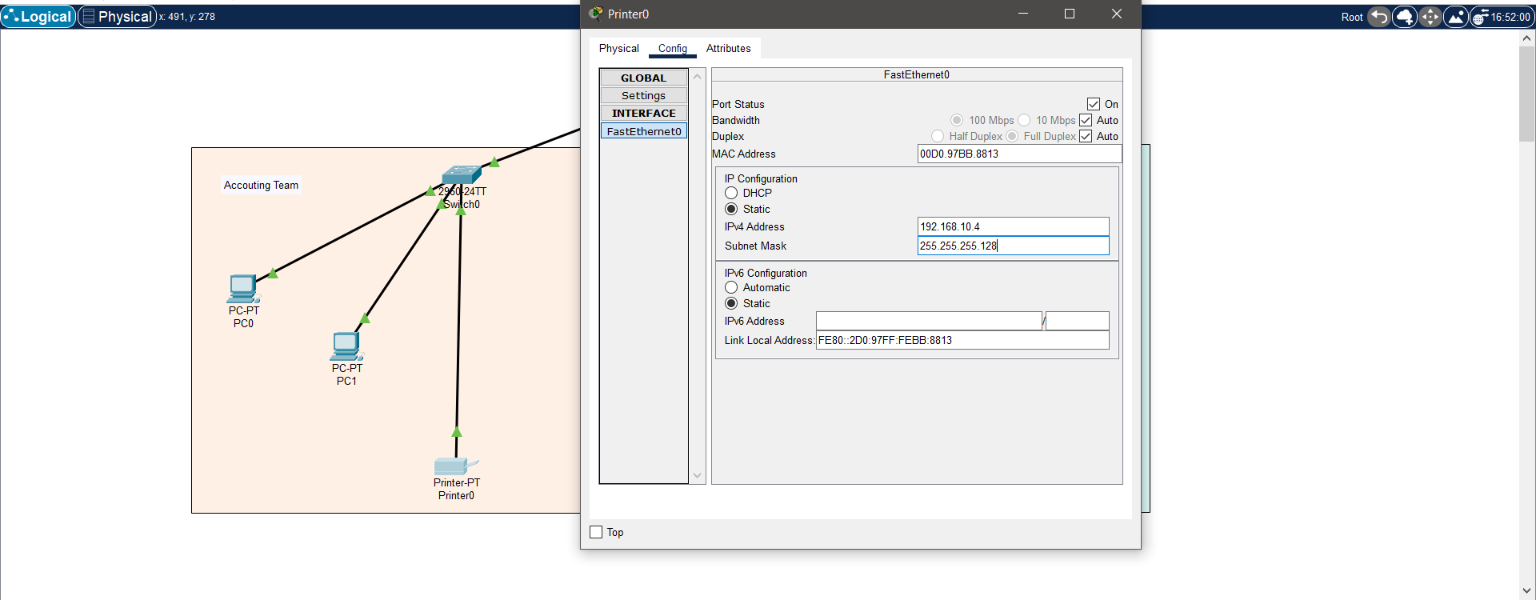 Logical Physical x: 491, y: 278
Root 16:52:00
Accouting Team
2950-24TT
Switch0
PC-PT
PC0
PC-PT
PC1
Printer-PT
Printer0
Printer0
Physical Config Attributes
GLOBAL
Settings
INTERFACE
FastEthernet0
FastEthernet0
Port Status On
Bandwidth 100 Mbps 10 Mbps Auto
Duplex Half Duplex Full Duplex Auto
MAC Address 00D0.97BB.8813
IP Configuration
DHCP
Static
IPv4 Address 192.168.10.4
Subnet Mask 255.255.255.128
IPv6 Configuration
Automatic
Static
IPv6 Address /
Link Local Address: FE80::2D0:97FF:FEBB:8813
Top